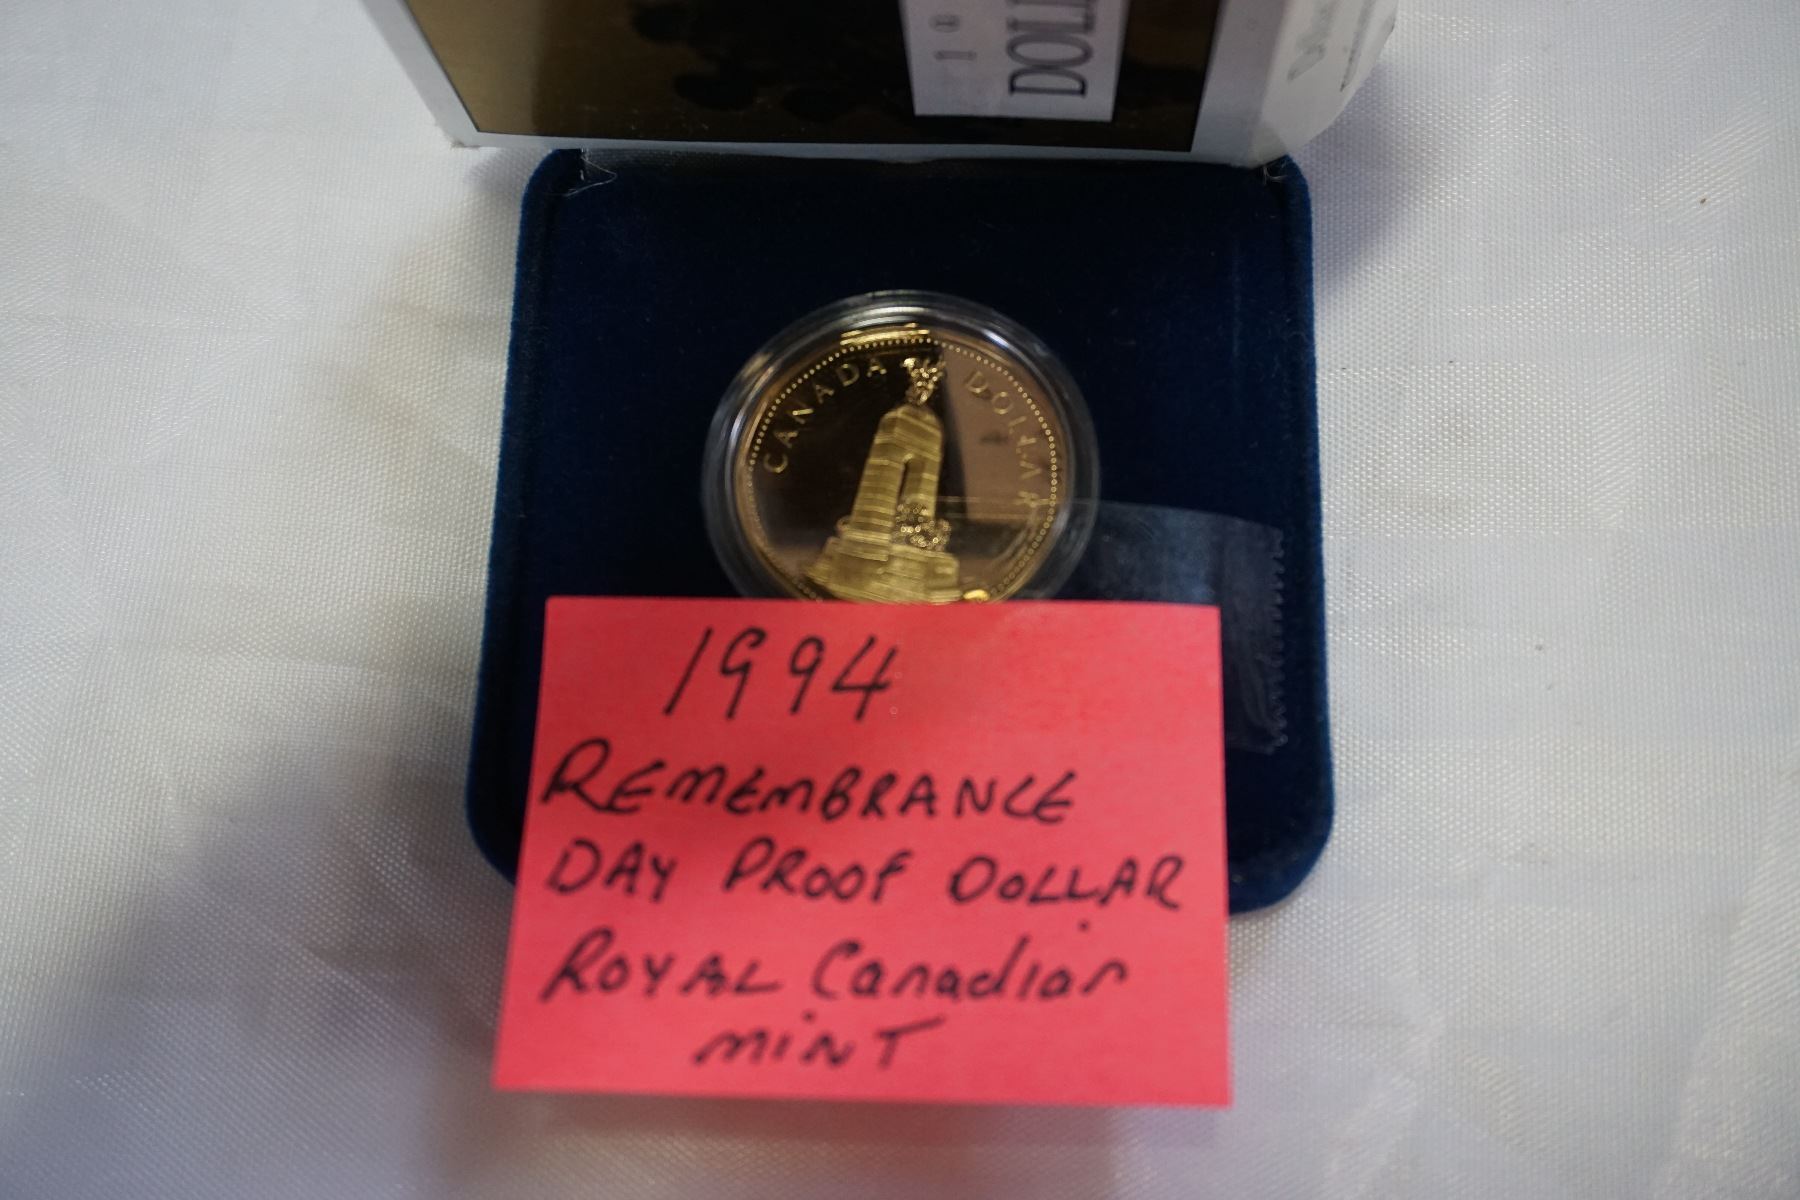 DOLL
CANADA DOLLAR
1994
REMEMBRANCE
DAY PROOF DOLLAR
ROYAL Canadian
MINT